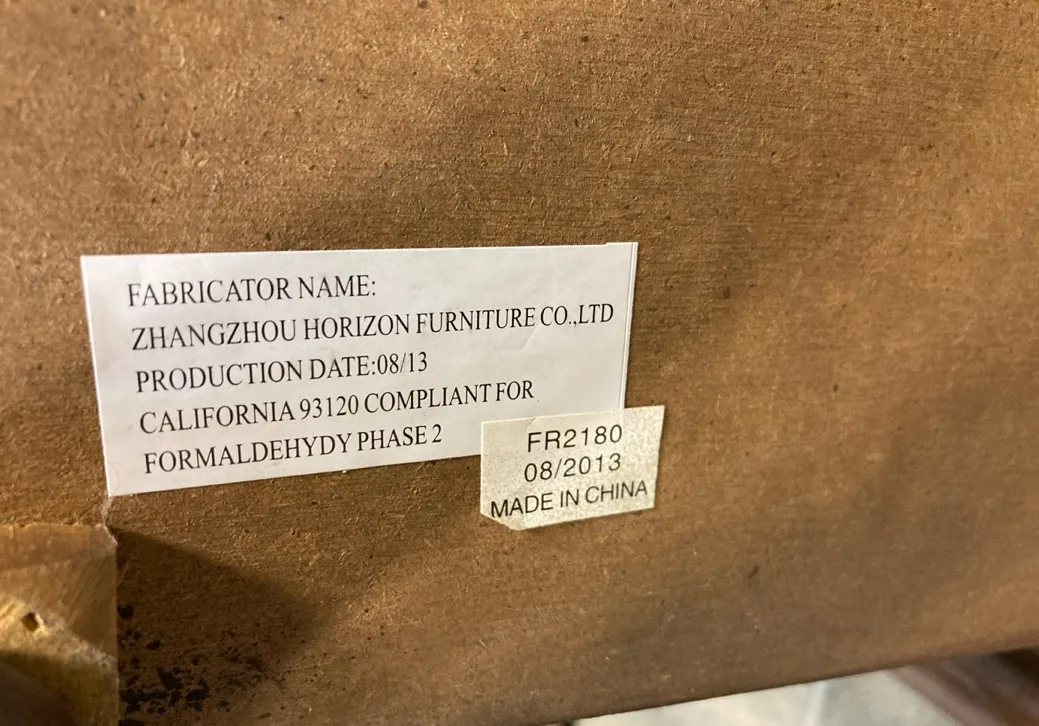 FABRICATOR NAME:
ZHANGZHOU HORIZON FURNITURE CO.,LTD
PRODUCTION DATE:08/13
CALIFORNIA 93120 COMPLIANT FOR
FORMALDEHYDY PHASE 2
FR2180
08/2013
MADE IN CHINA